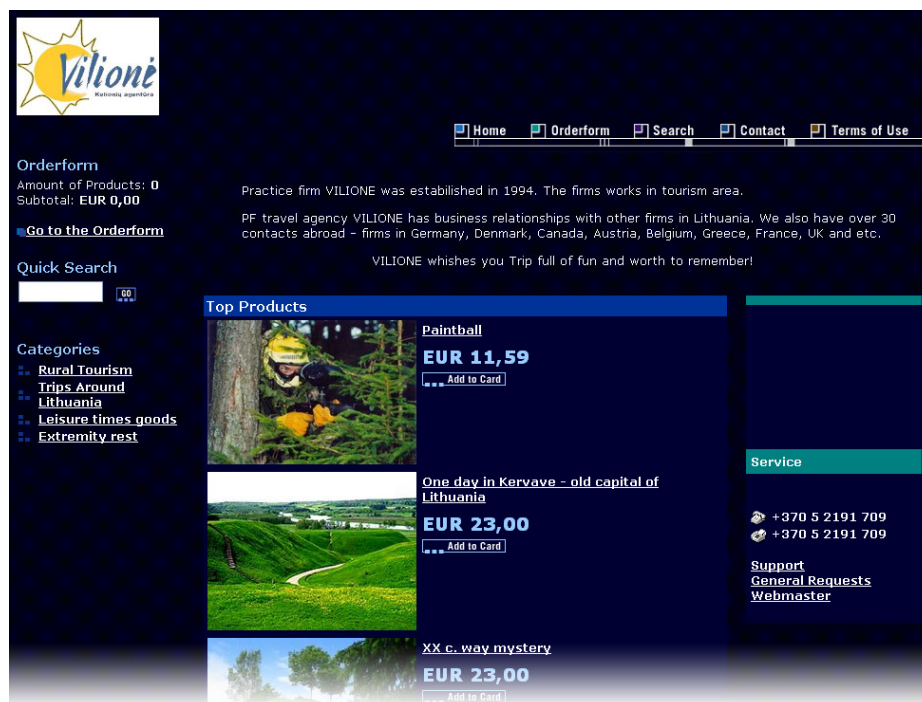 Vilionė
Kelionių agentūra
Home
Orderform
Search
Contact
Terms of Use
Orderform
Amount of Products: 0
Subtotal: EUR 0,00
Go to the Orderform
Quick Search
GO
Categories
Rural Tourism
Trips Around
Lithuania
Leisure times goods
Extremity rest
Practice firm VILIONE was estabilished in 1994. The firms works in tourism area.
PF travel agency VILIONE has business relationships with other firms in Lithuania. We also have over 30
contacts abroad - firms in Germany, Denmark, Canada, Austria, Belgium, Greece, France, UK and etc.
VILIONE whishes you Trip full of fun and worth to remember!
Top Products
Paintball
EUR 11,59
Add to Card
One day in Kervave - old capital of
Lithuania
EUR 23,00
Add to Card
XX c. way mystery
EUR 23,00
Add to Card
Service
+370 5 2191 709
+370 5 2191 709
Support
General Requests
Webmaster